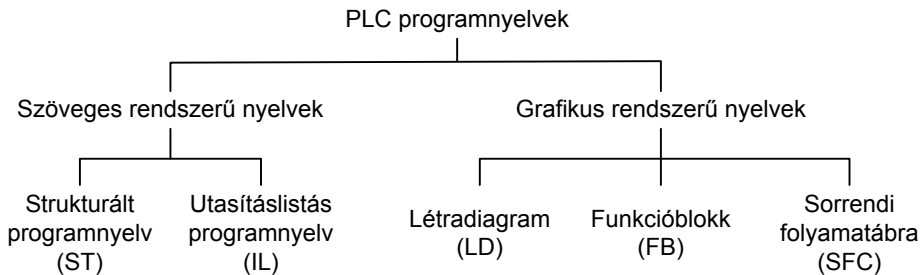 PLC programnyelvek
Szöveges rendszerű nyelvek
Grafikus rendszerű nyelvek
Strukturált
programnyelv
(ST)
Utasításlistás
programnyelv
(IL)
Létradiagram
(LD)
Funkcióblokk
(FB)
Sorrendi
folyamatábra
(SFC)